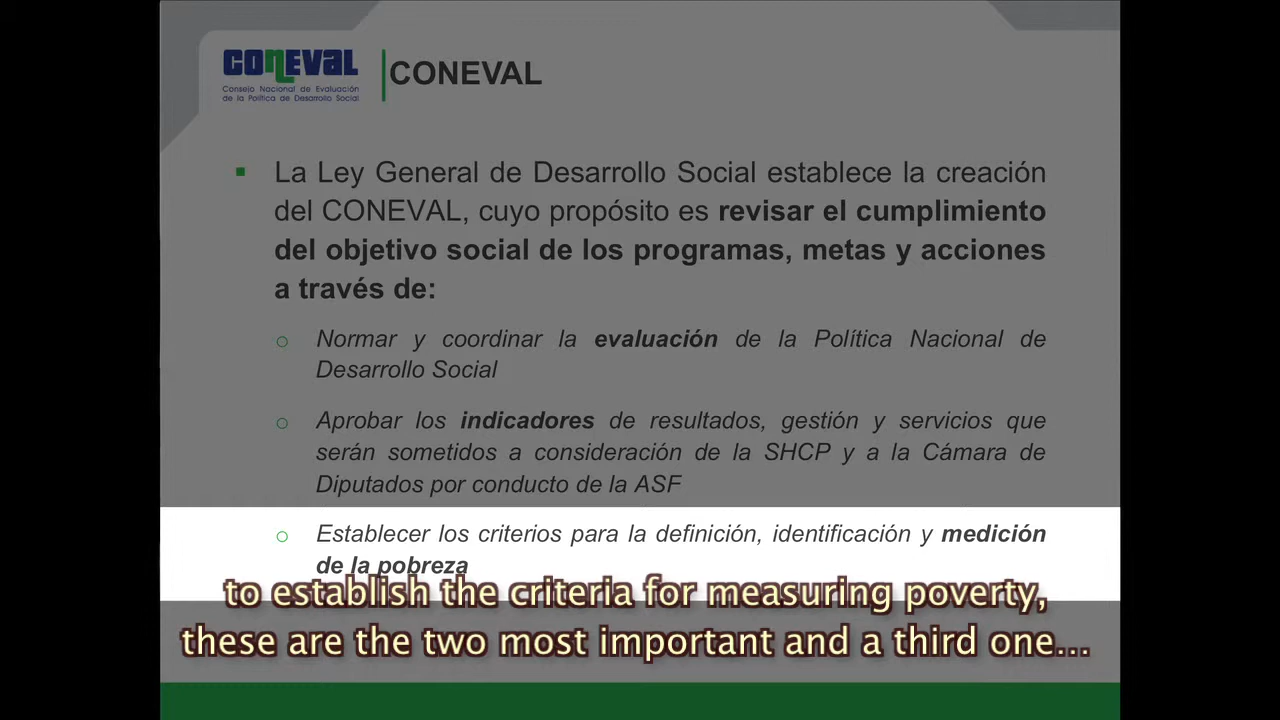 CONEVAL
Consejo Nacional de Evaluación
de la Política de Desarrollo Social
CONEVAL
La Ley General de Desarrollo Social establece la creación
del CONEVAL, cuyo propósito es revisar el cumplimiento
del objetivo social de los programas, metas y acciones
a través de:
Normar y coordinar la evaluación de la Política Nacional de
Desarrollo Social
Aprobar los indicadores de resultados, gestión y servicios que
serán sometidos a consideración de la SHCP y a la Cámara de
Diputados por conducto de la ASF
Establecer los criterios para la definición, identificación y medición
de la pobreza
to establish the criteria for measuring poverty,
these are the two most important and a third one...